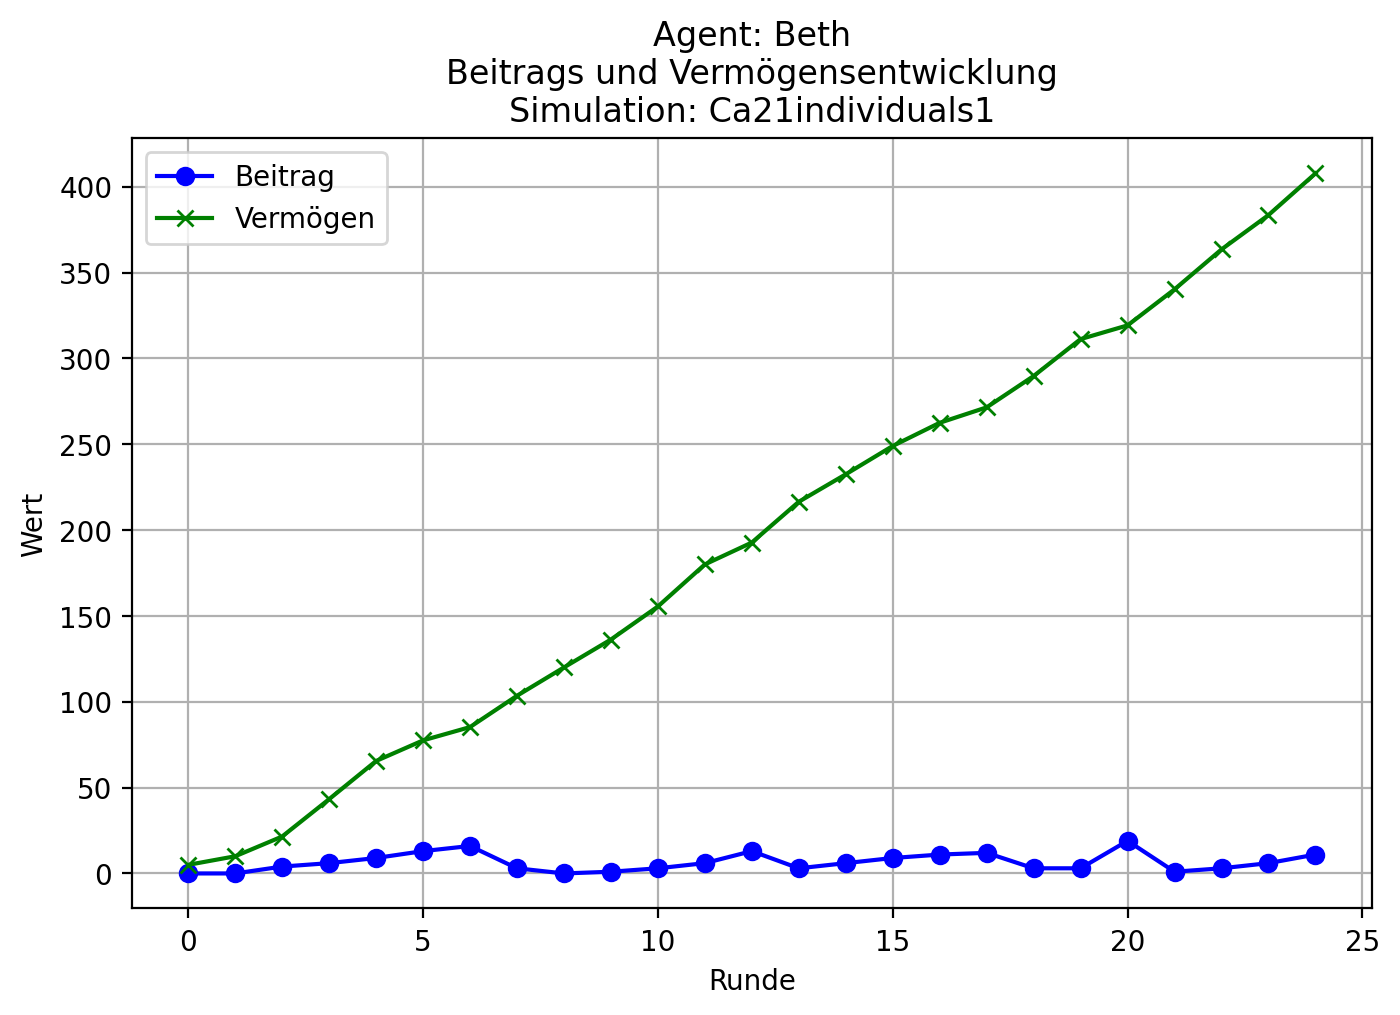 Agent: Beth
Beitrags und Vermögensentwicklung
Simulation: Ca21individuals1
Beitrag
Vermögen
400
350
300
250
200
150
100
50
0
Wert
0 5 10 15 20 25
Runde